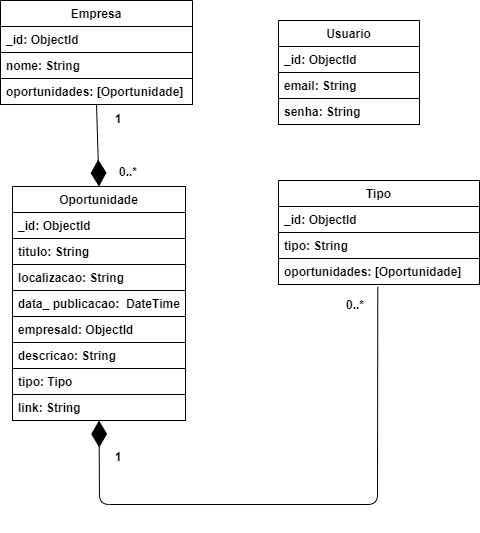 Empresa
_id: ObjectId
nome: String
oportunidades: [Oportunidade]
1
0..*
Oportunidade
_id: ObjectId
titulo: String
localizacao: String
data_ publicacao:  DateTime
empresaId: ObjectId
descricao: String
tipo: Tipo
link: String
1
Usuario
_id: ObjectId
email: String
senha: String
Tipo
_id: ObjectId
tipo: String
oportunidades: [Oportunidade]
0..*